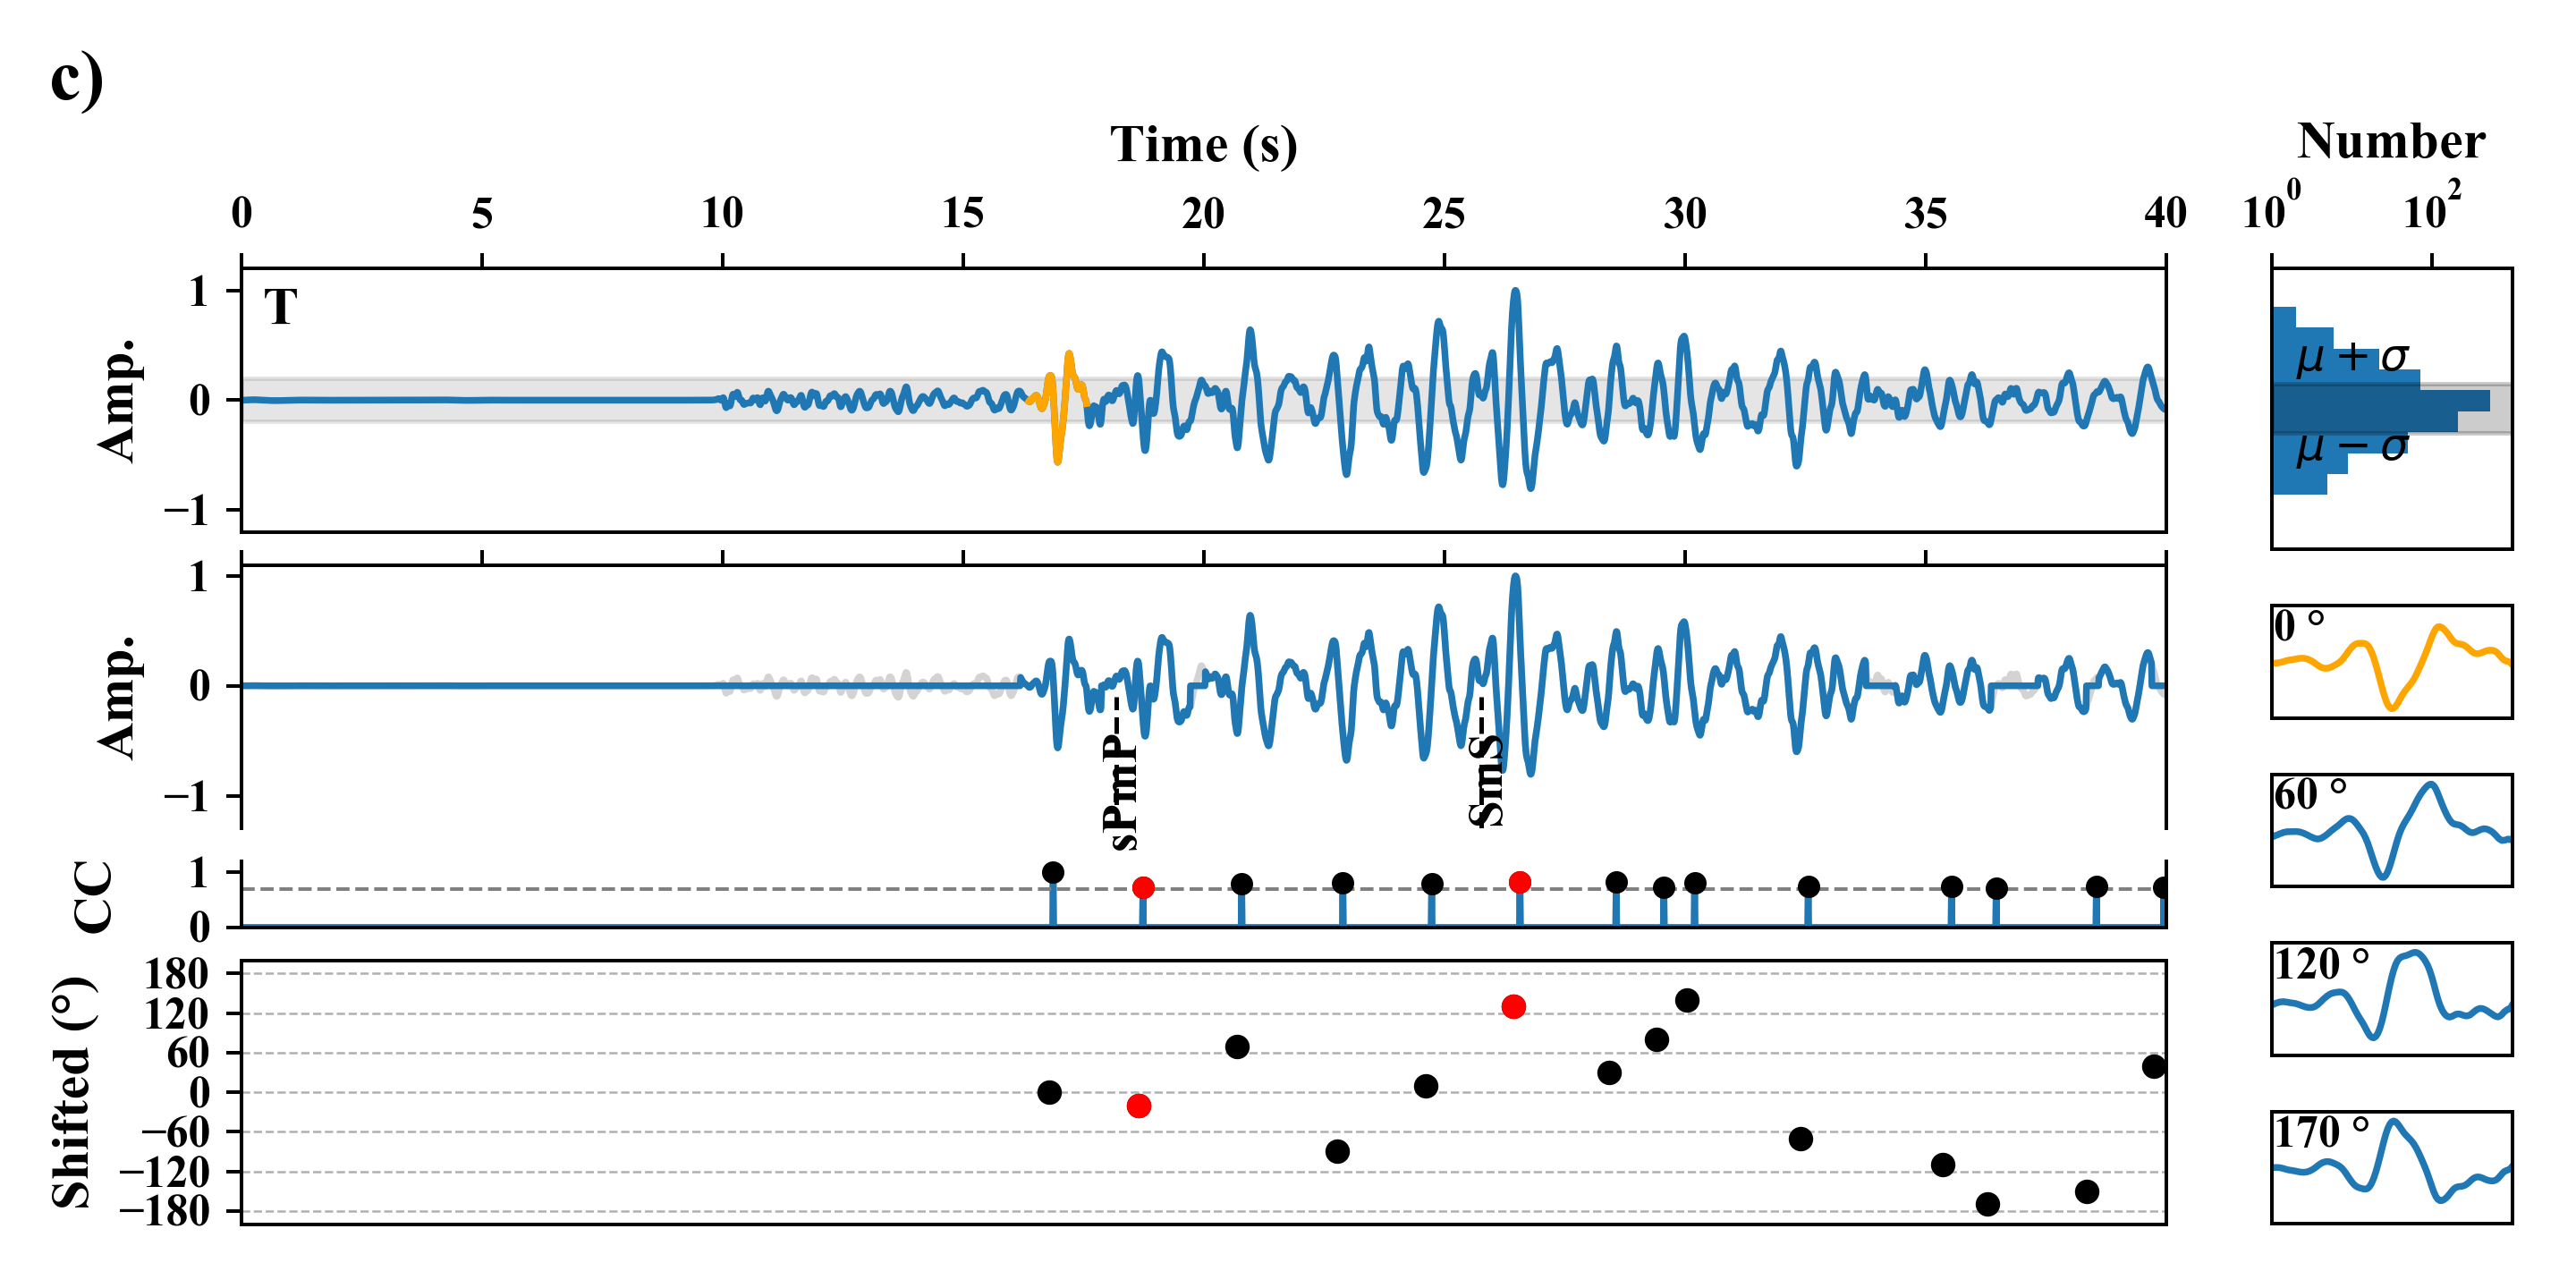 c)
Time (s)
Number
0 5 10 15 20 25 30 35 40
10^0 10^2
T
Amp.
1
0
−1
μ + σ
μ − σ
Amp.
1
0
−1
sPmP
SmS
0 °
60 °
CC
1
0
120 °
Shifted (°)
180
120
60
0
−60
−120
−180
170 °